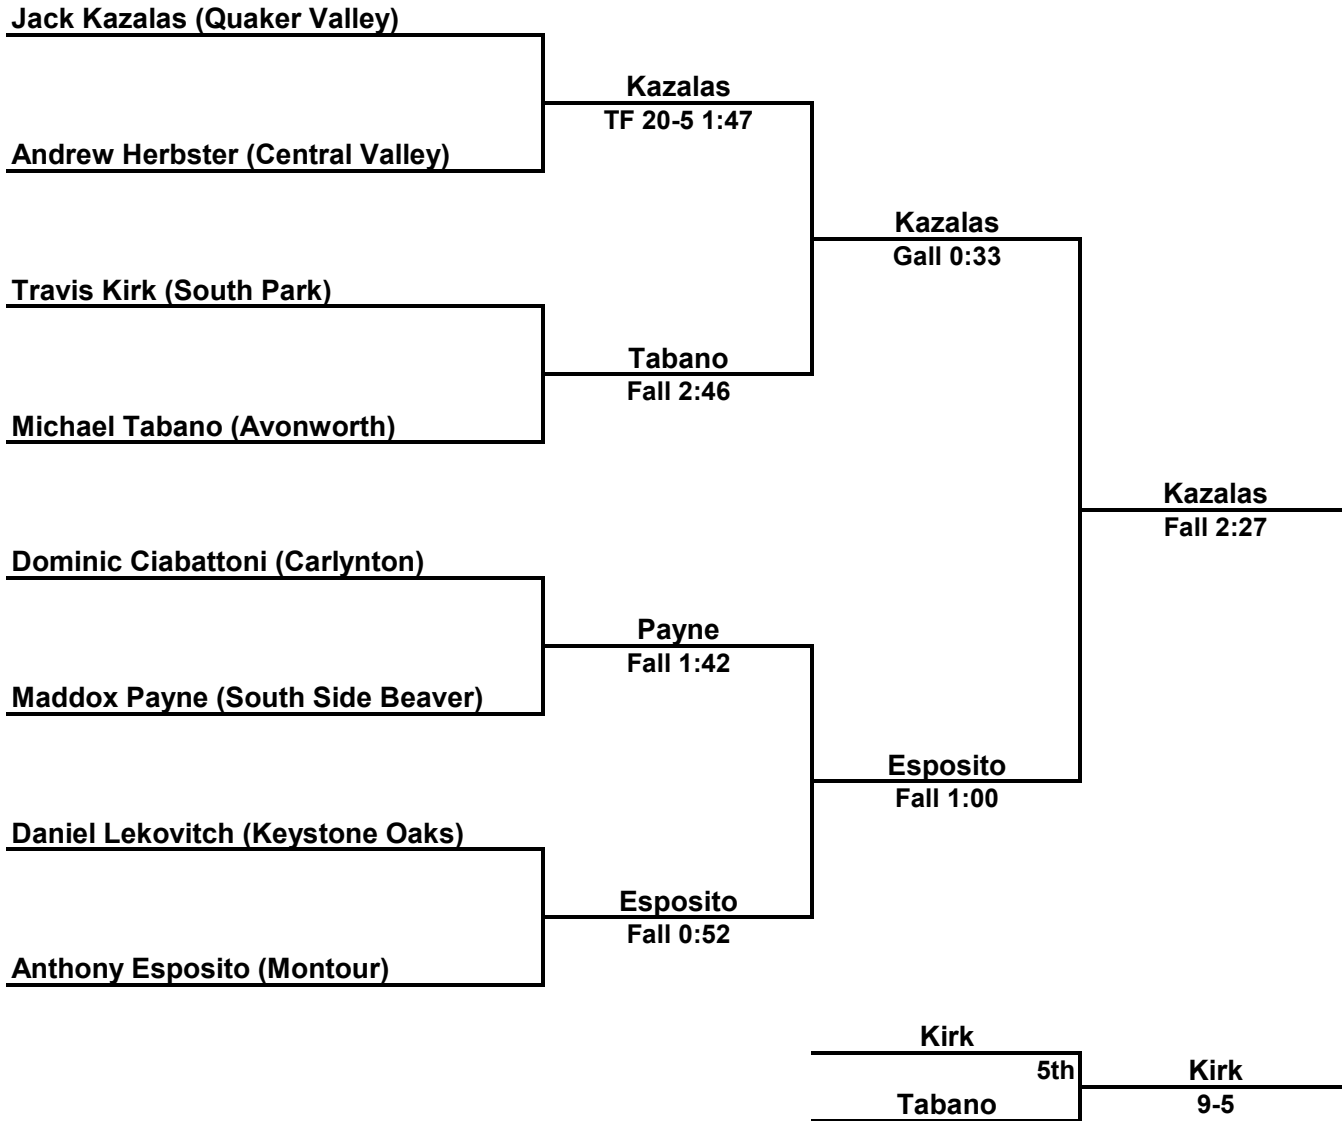 Jack Kazalas (Quaker Valley)
Kazalas
TF 20-5 1:47
Andrew Herbster (Central Valley)
Kazalas
Gall 0:33
Travis Kirk (South Park)
Tabano
Fall 2:46
Michael Tabano (Avonworth)
Kazalas
Fall 2:27
Dominic Ciabattoni (Carlynton)
Payne
Fall 1:42
Maddox Payne (South Side Beaver)
Esposito
Fall 1:00
Daniel Lekovitch (Keystone Oaks)
Esposito
Fall 0:52
Anthony Esposito (Montour)
Kirk
5th
Kirk
Tabano
9-5